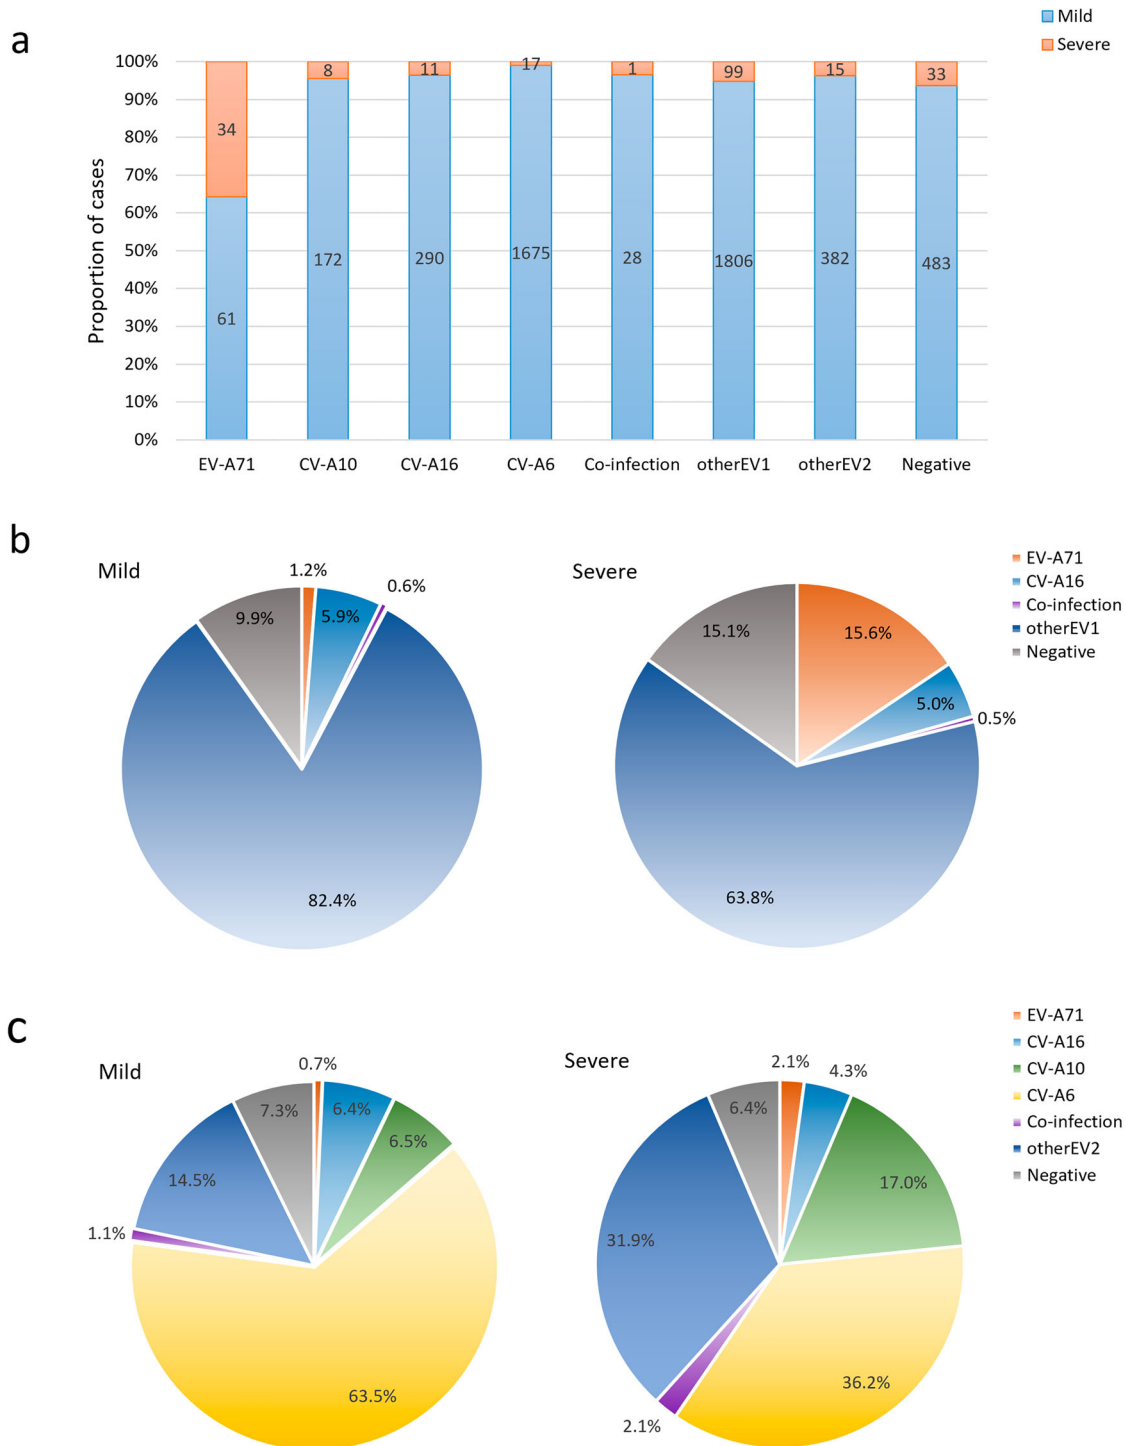 a
Mild
Severe
Proportion of cases
100%
90%
80%
70%
60%
50%
40%
30%
20%
10%
0%
34 8 11 17 1 99 15 33
61 172 290 1675 28 1806 382 483
EV-A71 CV-A10 CV-A16 CV-A6 Co-infection otherEV1 otherEV2 Negative
b
Mild
1.2%
5.9%
0.6%
82.4%
9.9%
Severe
15.6%
5.0%
0.5%
63.8%
15.1%
EV-A71
CV-A16
Co-infection
otherEV1
Negative
c
Mild
0.7%
6.4%
6.5%
63.5%
1.1%
14.5%
7.3%
Severe
2.1%
4.3%
17.0%
36.2%
2.1%
31.9%
6.4%
EV-A71
CV-A16
CV-A10
CV-A6
Co-infection
otherEV2
Negative